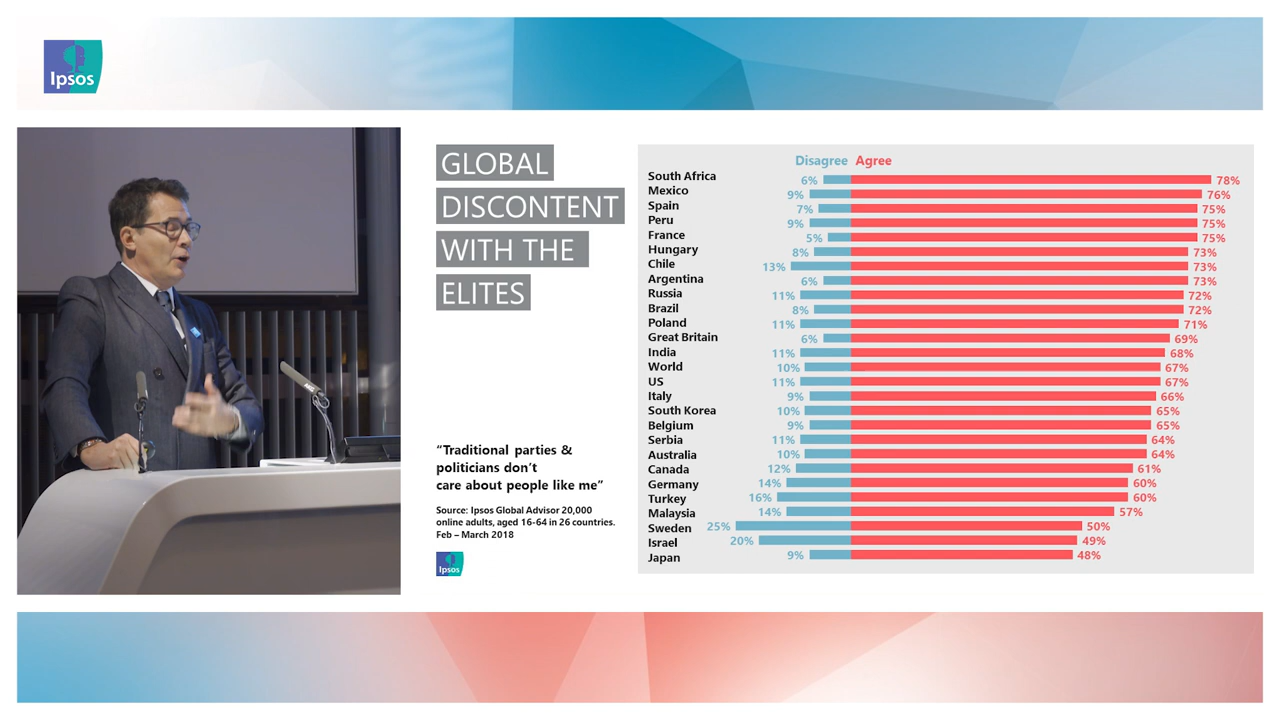 Ipsos
GLOBAL
DISCONTENT
WITH THE
ELITES
“Traditional parties &
politicians don’t
care about people like me”
Source: Ipsos Global Advisor 20,000
online adults, aged 16-64 in 26 countries.
Feb – March 2018
Ipsos
Disagree Agree
South Africa 6% 78%
Mexico 9% 76%
Spain 7% 75%
Peru 9% 75%
France 5% 75%
Hungary 8% 73%
Chile 13% 73%
Argentina 6% 73%
Russia 11% 72%
Brazil 8% 72%
Poland 11% 71%
Great Britain 6% 69%
India 11% 68%
World 10% 67%
US 11% 67%
Italy 9% 66%
South Korea 10% 65%
Belgium 9% 65%
Serbia 11% 64%
Australia 10% 64%
Canada 12% 61%
Germany 14% 60%
Turkey 16% 60%
Malaysia 14% 57%
Sweden 25% 50%
Israel 20% 49%
Japan 9% 48%